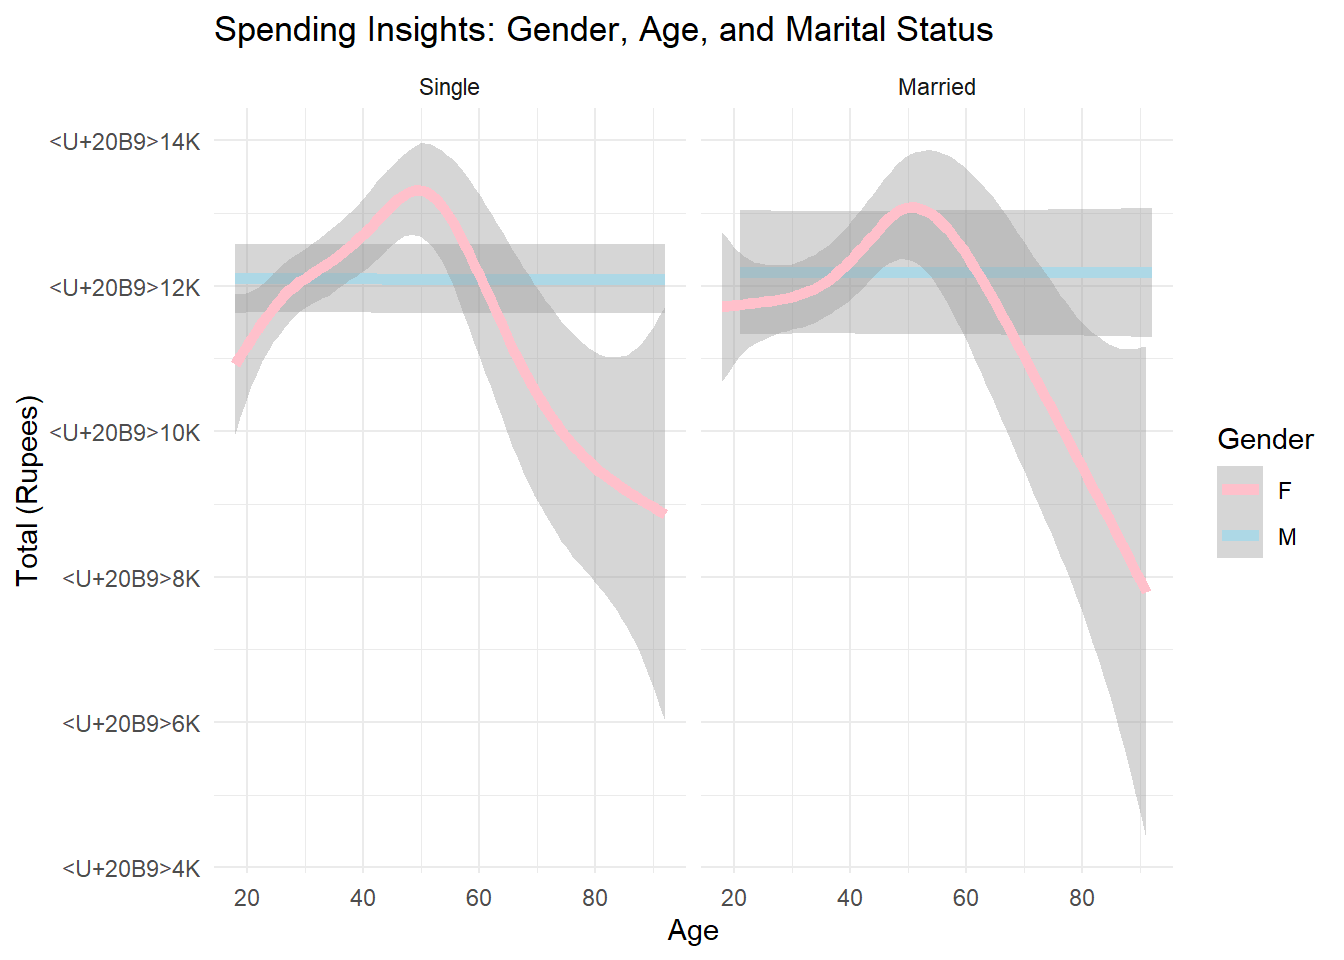 Spending Insights: Gender, Age, and Marital Status
Single
Married
<U+20B9>14K
<U+20B9>12K
<U+20B9>10K
<U+20B9>8K
<U+20B9>6K
<U+20B9>4K
Total (Rupees)
20 40 60 80
20 40 60 80
Age
Gender
F
M